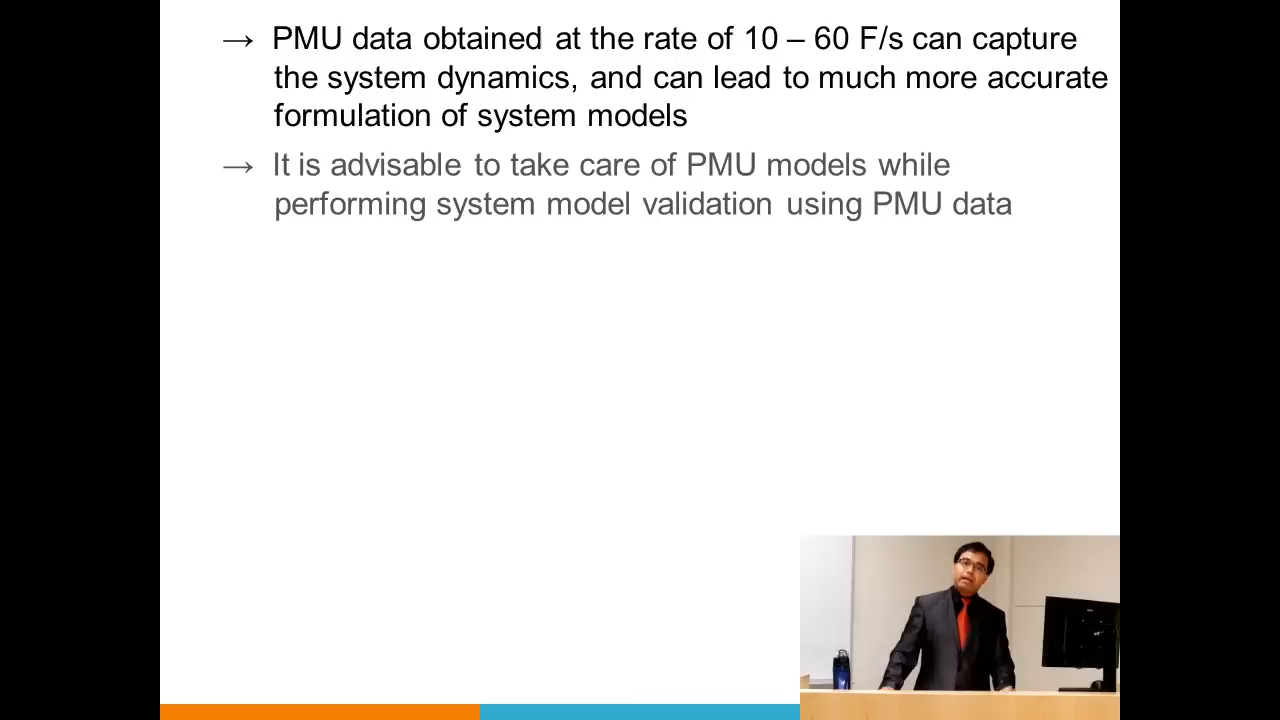 → PMU data obtained at the rate of 10 – 60 F/s can capture
the system dynamics, and can lead to much more accurate
formulation of system models
→ It is advisable to take care of PMU models while
performing system model validation using PMU data